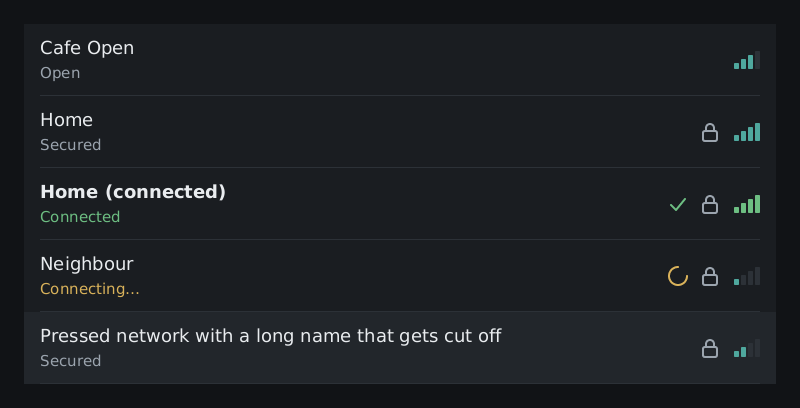 Cafe Open
Open
Home
Secured
Home (connected)
Connected
Neighbour
Connecting...
Pressed network with a long name that gets cut off
Secured